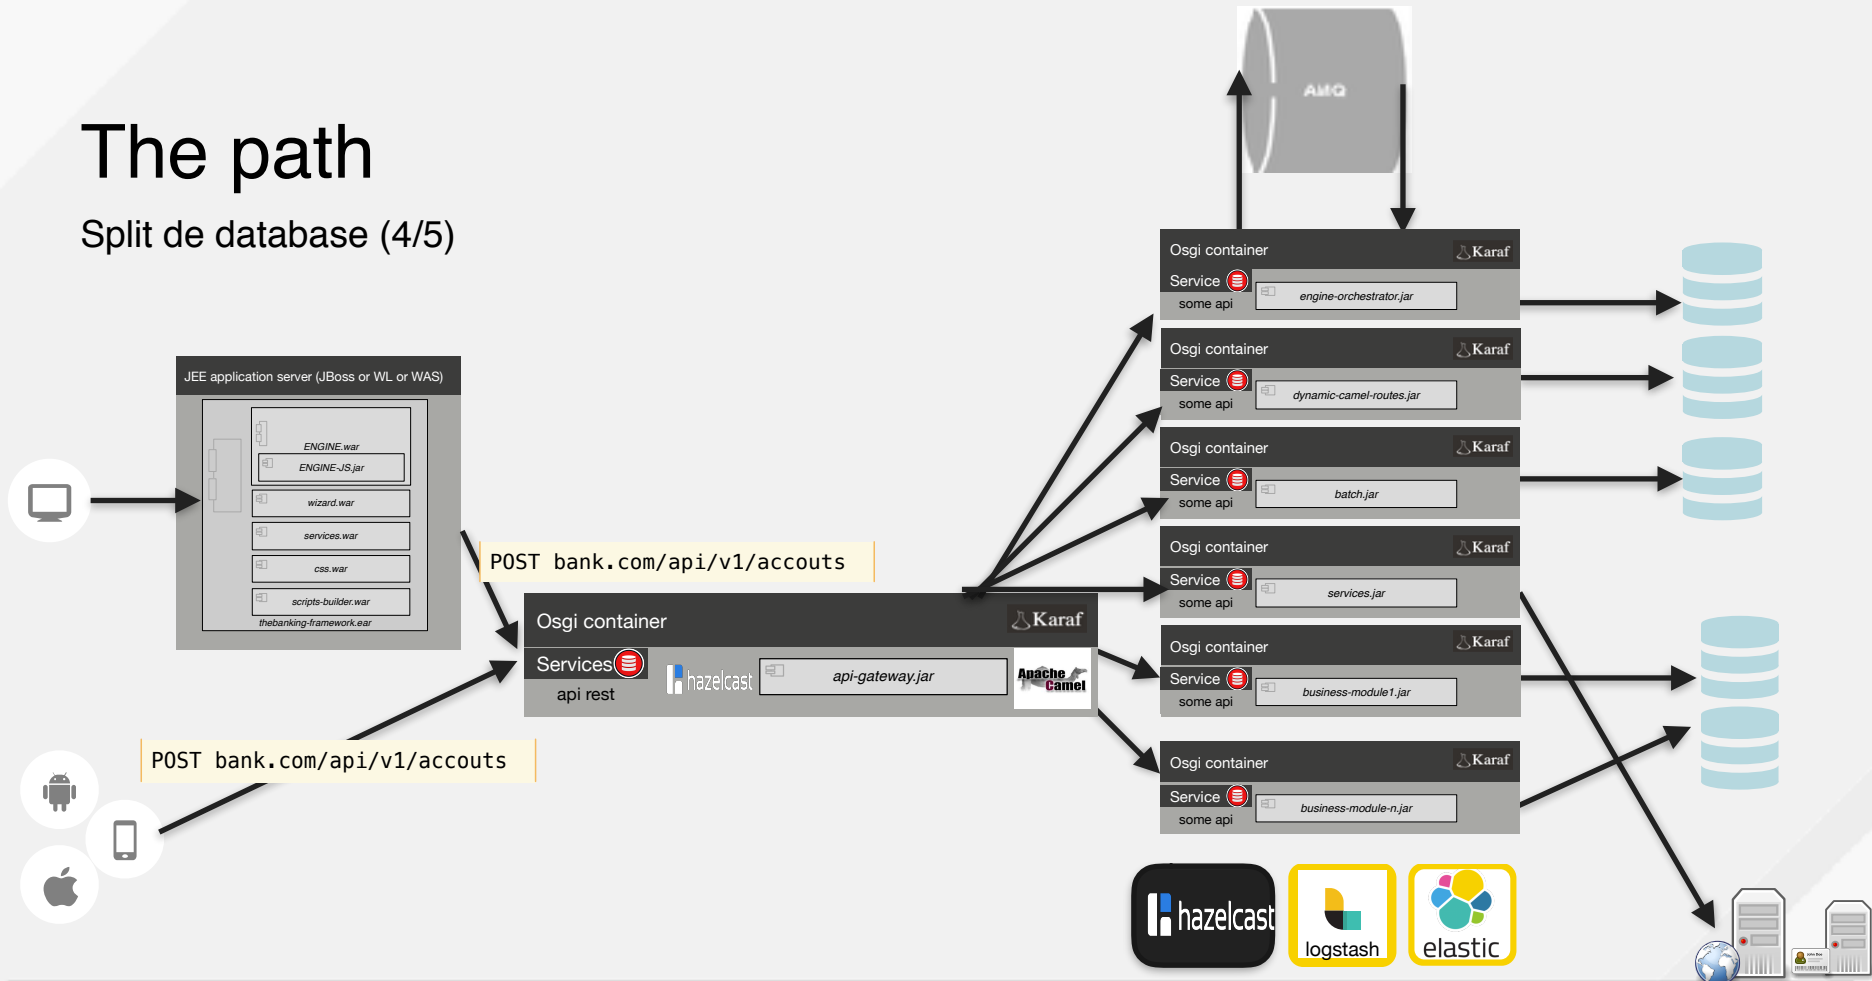 The path
Split de database (4/5)
AMQ
JEE application server (JBoss or WL or WAS)
ENGINE.war
ENGINE-JS.jar
wizard.war
services.war
css.war
scripts-builder.war
thebanking-framework.ear
POST bank.com/api/v1/accouts
POST bank.com/api/v1/accouts
Osgi container
Karaf
Services
api rest
hazelcast
api-gateway.jar
Apache
Camel
Osgi container
Karaf
Service
some api
engine-orchestrator.jar
Osgi container
Karaf
Service
some api
dynamic-camel-routes.jar
Osgi container
Karaf
Service
some api
batch.jar
Osgi container
Karaf
Service
some api
services.jar
Osgi container
Karaf
Service
some api
business-module1.jar
Osgi container
Karaf
Service
some api
business-module-n.jar
hazelcast
logstash
elastic